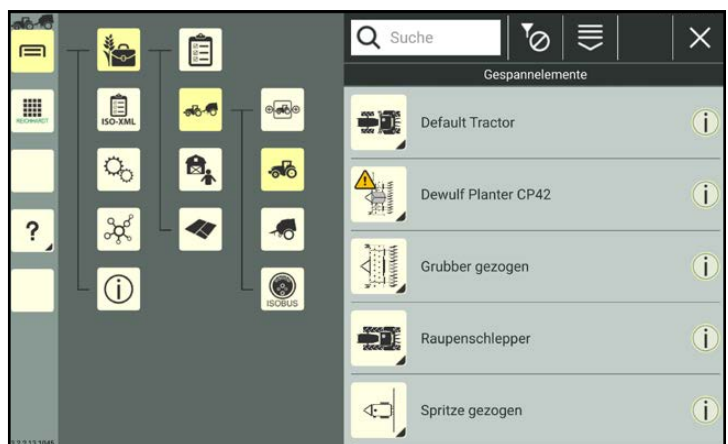 REICHHARDT
ISO-XML
?
ISOBUS
Suche
Gespannelemente
Default Tractor
Dewulf Planter CP42
Grubber gezogen
Raupenschlepper
Spritze gezogen